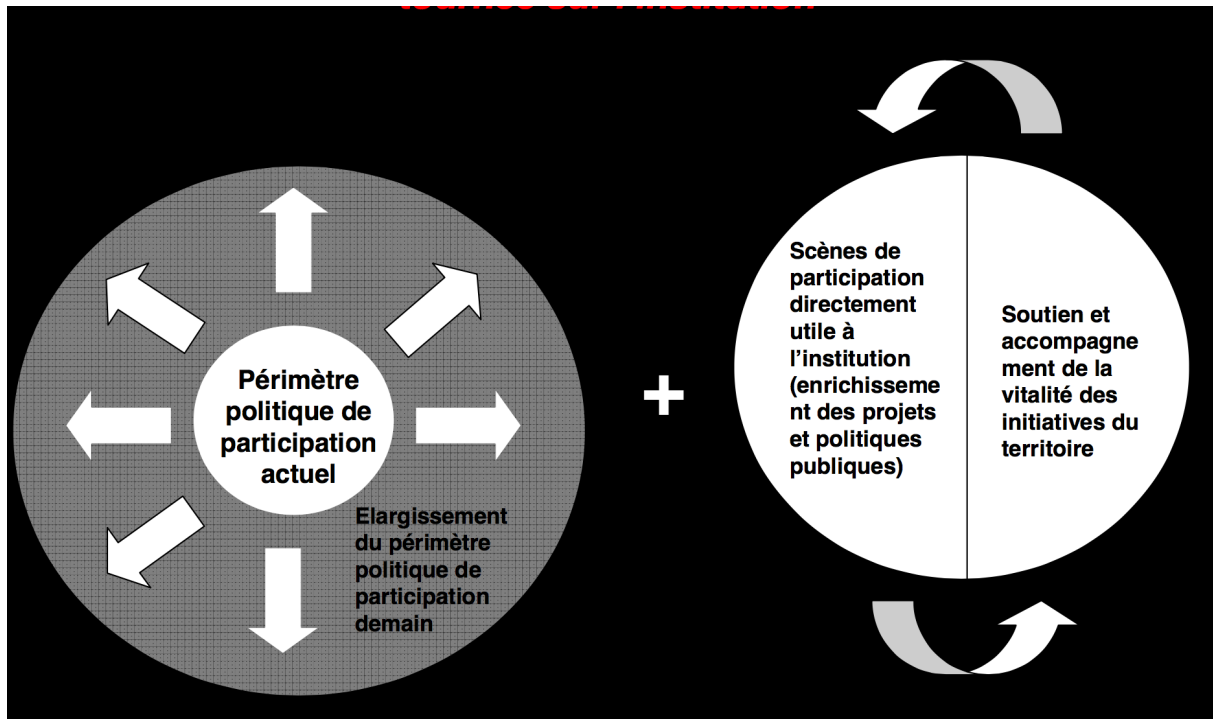 Périmètre
politique de
participation
actuel
Elargissement
du périmètre
politique de
participation
demain
+
Scènes de
participation
directement
utile à
l'institution
(enrichisseme
nt des projets
et politiques
publiques)
Soutien et
accompagne
ment de la
vitalité des
initiatives du
territoire